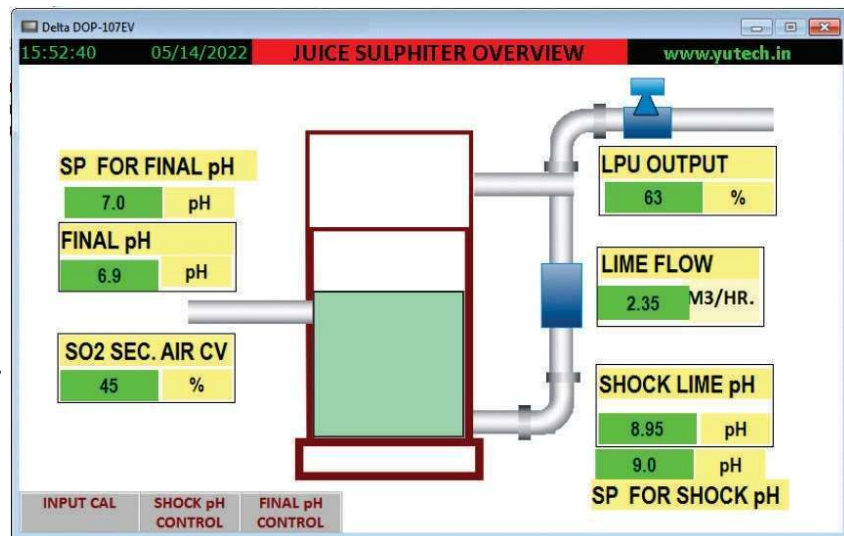 Delta DOP-107EV
15:52:40 05/14/2022 JUICE SULPHITER OVERVIEW www.yutech.in
SP FOR FINAL pH
7.0 pH
FINAL pH
6.9 pH
SO2 SEC. AIR CV
45 %
LPU OUTPUT
63 %
LIME FLOW
2.35 M3/HR.
SHOCK LIME pH
8.95 pH
9.0 pH
SP FOR SHOCK pH
INPUT CAL
SHOCK pH
CONTROL
FINAL pH
CONTROL